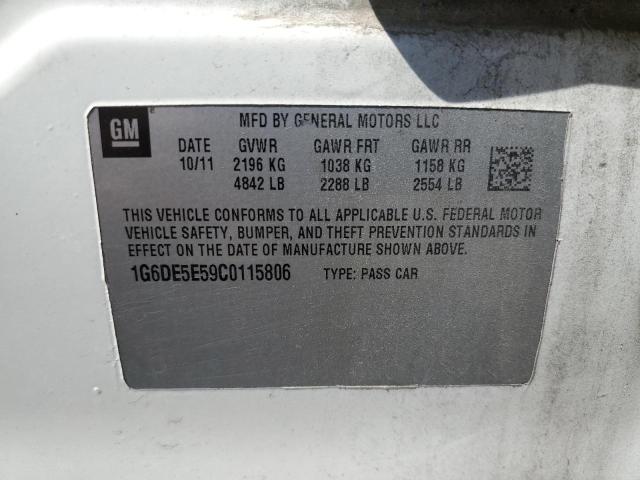 GM
MFD BY GENERAL MOTORS LLC
DATE GVWR GAWR FRT GAWR RR
10/11 2196 KG 1038 KG 1158 KG
4842 LB 2288 LB 2554 LB
THIS VEHICLE CONFORMS TO ALL APPLICABLE U.S. FEDERAL MOTOR
VEHICLE SAFETY, BUMPER, AND THEFT PREVENTION STANDARDS IN
EFFECT ON THE DATE OF MANUFACTURE SHOWN ABOVE.
1G6DE5E59C0115806 TYPE: PASS CAR